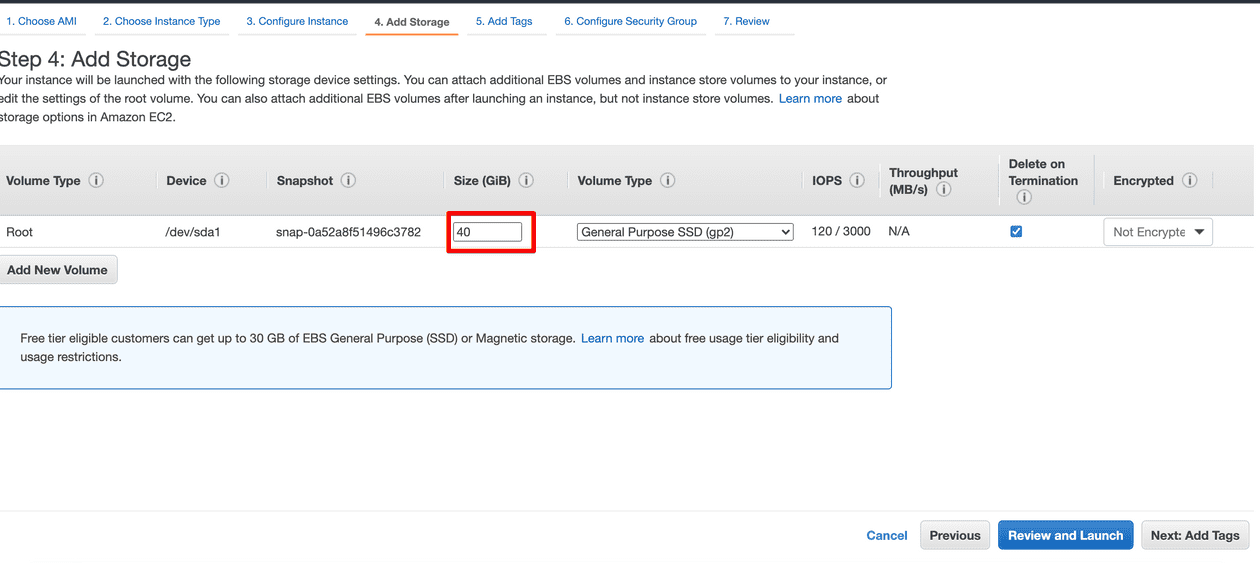 1. Choose AMI 2. Choose Instance Type 3. Configure Instance 4. Add Storage 5. Add Tags 6. Configure Security Group 7. Review
Step 4: Add Storage
Your instance will be launched with the following storage device settings. You can attach additional EBS volumes and instance store volumes to your instance, or
edit the settings of the root volume. You can also attach additional EBS volumes after launching an instance, but not instance store volumes. Learn more about
storage options in Amazon EC2.
Volume Type i Device i Snapshot i Size (GiB) i Volume Type i IOPS i Throughput (MB/s) i Delete on Termination i Encrypted i
Root /dev/sda1 snap-0a52a8f51496c3782 40 General Purpose SSD (gp2) 120 / 3000 N/A Not Encrypte
Add New Volume
Free tier eligible customers can get up to 30 GB of EBS General Purpose (SSD) or Magnetic storage. Learn more about free usage tier eligibility and
usage restrictions.
Cancel Previous Review and Launch Next: Add Tags